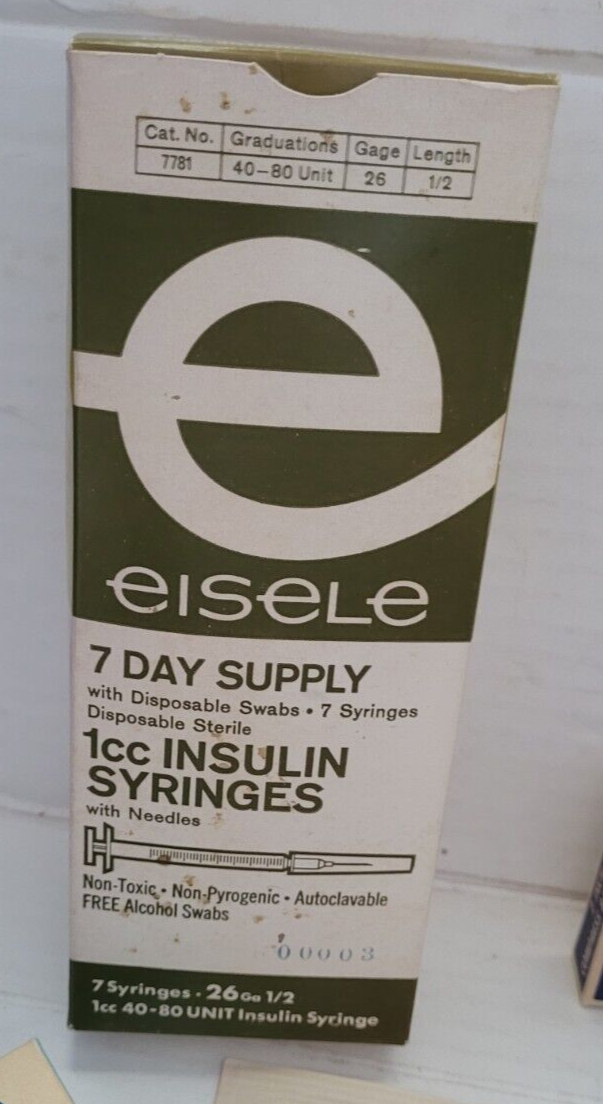 Cat. No. Graduations Gage Length
7781 40-80 Unit 26 1/2
e
eISeLe
7 DAY SUPPLY
with Disposable Swabs • 7 Syringes
Disposable Sterile
1cc INSULIN
SYRINGES
with Needles
Non-Toxic • Non-Pyrogenic • Autoclavable
FREE Alcohol Swabs
00003
7 Syringes • 26 Ga 1/2
1cc 40-80 UNIT Insulin Syringe